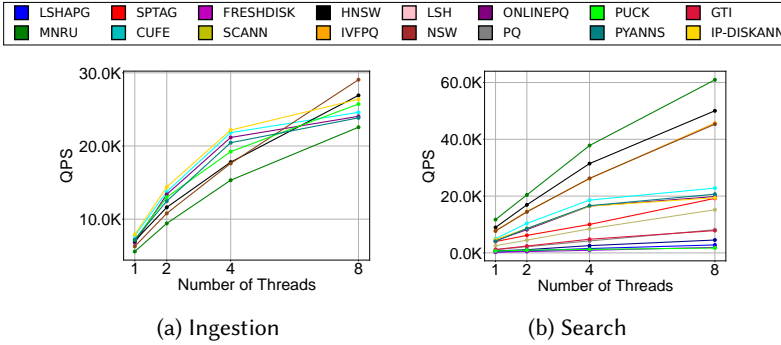 LSHAPG SPTAG FRESHDISK HNSW LSH ONLINEPQ PUCK GTI
MNRU CUFE SCANN IVFPQ NSW PQ PYANNS IP-DISKANN
30.0K
20.0K
10.0K
QPS
1 2 4 8
Number of Threads
(a) Ingestion
60.0K
40.0K
20.0K
0.0K
QPS
1 2 4 8
Number of Threads
(b) Search